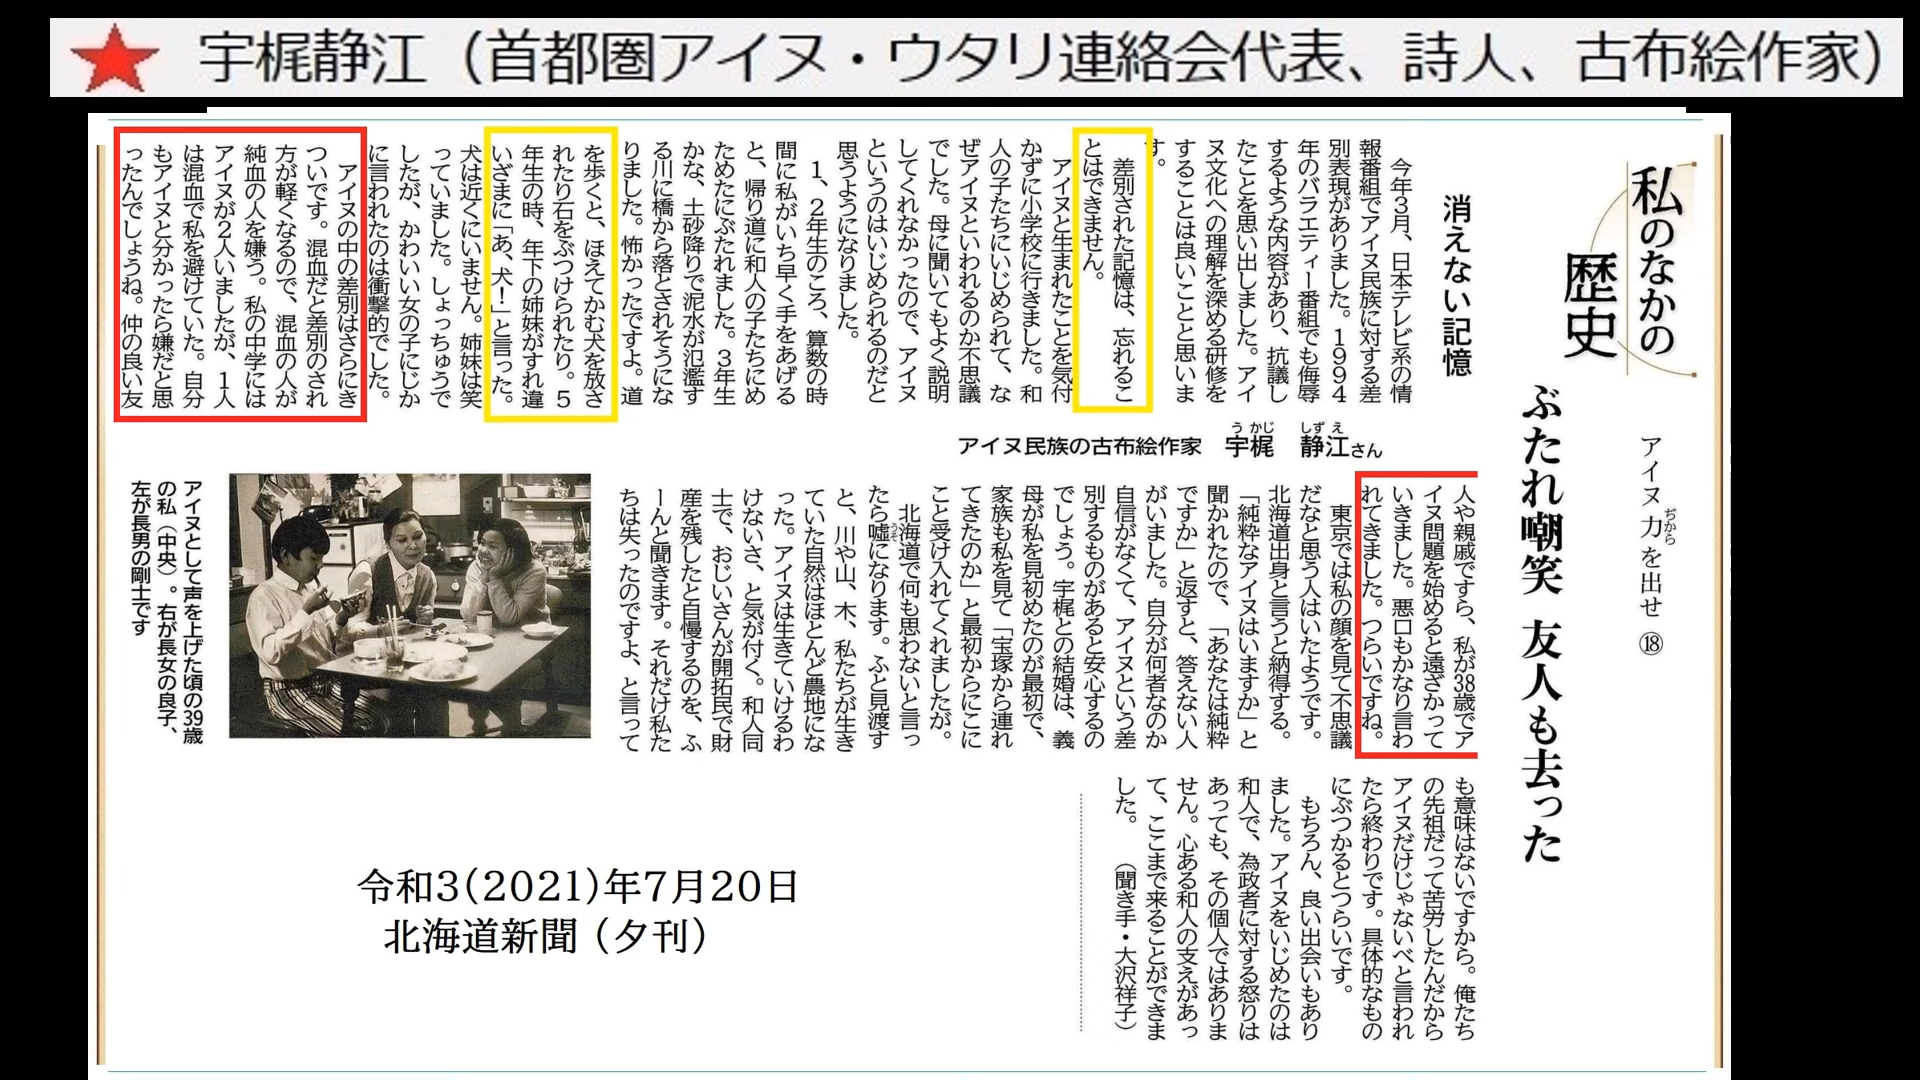 ★ 宇梶静江（首都圏アイヌ・ウタリ連絡会代表、詩人、古布絵作家）
私のなかの
歴史
アイヌ力を出せ ⑱
ぢから
ぶたれ嘲笑 友人も去った
消えない記憶
今年3月、日本テレビ系の情
報番組でアイヌ民族に対する差
別表現がありました。1994
年のバラエティー番組でも侮辱
するような内容があり、抗議し
たことを思い出しました。アイ
ヌ文化への理解を深める研修を
することは良いことと思いま
す。
差別された記憶は、忘れるこ
とはできません。
アイヌと生まれたことを気付
かずに小学校に行きました。和
人の子たちにいじめられて、な
ぜアイヌといわれるのか不思議
でした。母に聞いてもよく説明
してくれなかったので、アイヌ
というのはいじめられるのだと
思うようになりました。
1、2年生のころ、算数の時
間に私がいち早く手をあげる
と、帰り道に和人の子たちにめ
ためたにぶたれました。3年生
かな、土砂降りで泥水が氾濫す
る川に橋から落とされそうにな
りました。怖かったですよ。道
を歩くと、ほえてかむ犬を放さ
れたり石をぶつけられたり。5
年生の時、年下の姉妹がすれ違
いざまに「あ、犬！」と言った。
犬は近くにいません。姉妹は笑
っていました。しょっちゅうで
したが、かわいい女の子にじか
に言われたのは衝撃的でした。
アイヌの中の差別はさらにき
ついです。混血だと差別のされ
方が軽くなるので、混血の人が
純血の人を嫌う。私の中学には
アイヌが2人いましたが、1人
は混血で私を避けていた。自分
もアイヌと分かったら嫌だと思
ったんでしょうね。仲の良い友
アイヌ民族の古布絵作家 宇梶 静江さん
うかじ しずえ
人や親戚ですら、私が38歳でア
イヌ問題を始めると遠ざかって
いきました。悪口もかなり言わ
れてきました。つらいですね。
東京では私の顔を見て不思議
だなと思う人はいたようです。
北海道出身と言うと納得する。
「純粋なアイヌはいますか」と
聞かれたので、「あなたは純粋
ですか」と返すと、答えない人
がいました。自分が何者なのか
自信がなくて、アイヌという差
別するものがあると安心するの
でしょう。宇梶との結婚は、義
母が私を見初めたのが最初で、
家族も私を見て「宝塚から連れ
てきたのか」と最初からにこに
こと受け入れてくれましたが。
北海道で何も思わないと言っ
たら嘘になります。ふと見渡す
うそ
と、川や山、木、私たちが生き
ていた自然はほとんど農地にな
った。アイヌは生きていけるわ
けないさ、と気が付く。和人同
士で、おじいさんが開拓民で財
産を残したと自慢するのを、ふ
ーんと聞きます。それだけ私た
ちは失ったのですよ、と言って
も意味はないですから。俺たち
の先祖だって苦労したんだから
アイヌだけじゃないべと言われ
たら終わりです。具体的なもの
にぶつかるとつらいです。
もちろん、良い出会いもあり
ました。アイヌをいじめたのは
和人で、為政者に対する怒りは
あっても、その個人ではありま
せん。心ある和人の支えがあっ
て、ここまで来ることができま
した。 （聞き手・大沢祥子）
アイヌとして声を上げた頃の39歳
の私（中央）。右が長女の良子、
左が長男の剛士です
令和3(2021)年7月20日
北海道新聞（夕刊）